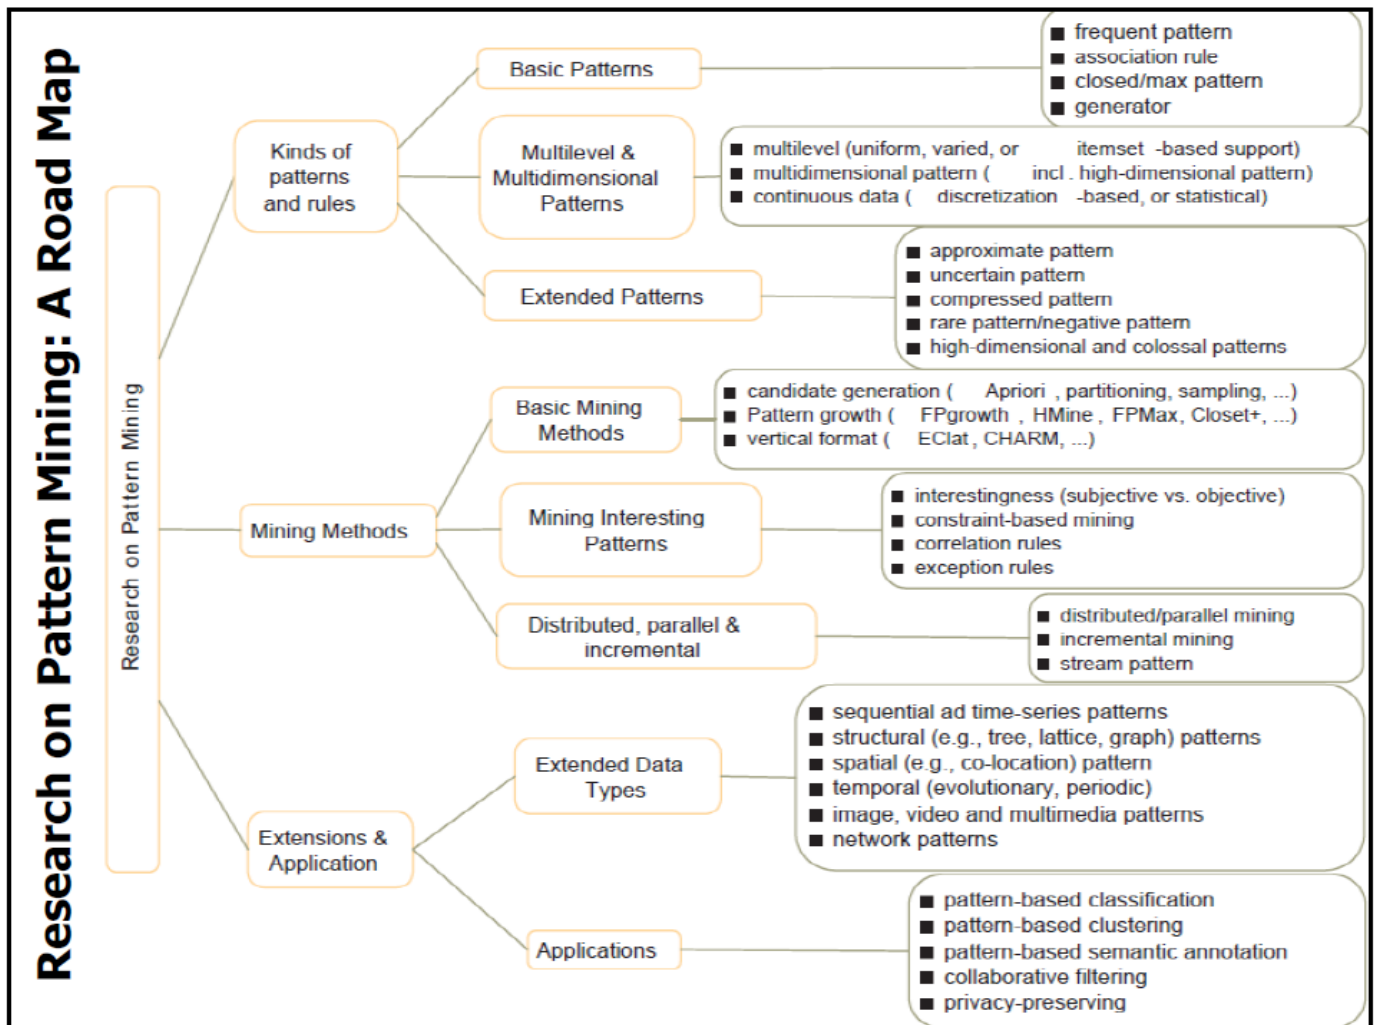 Research on Pattern Mining: A Road Map
Research on Pattern Mining
Kinds of
patterns
and rules
Basic Patterns
■ frequent pattern
■ association rule
■ closed/max pattern
■ generator
Multilevel &
Multidimensional
Patterns
■ multilevel (uniform, varied, or itemset -based support)
■ multidimensional pattern ( incl . high-dimensional pattern)
■ continuous data ( discretization -based, or statistical)
Extended Patterns
■ approximate pattern
■ uncertain pattern
■ compressed pattern
■ rare pattern/negative pattern
■ high-dimensional and colossal patterns
Mining Methods
Basic Mining
Methods
■ candidate generation ( Apriori , partitioning, sampling, ...)
■ Pattern growth ( FPgrowth , HMine , FPMax, Closet+, ...)
■ vertical format ( EClat , CHARM, ...)
Mining Interesting
Patterns
■ interestingness (subjective vs. objective)
■ constraint-based mining
■ correlation rules
■ exception rules
Distributed, parallel &
incremental
■ distributed/parallel mining
■ incremental mining
■ stream pattern
Extensions &
Application
Extended Data
Types
■ sequential ad time-series patterns
■ structural (e.g., tree, lattice, graph) patterns
■ spatial (e.g., co-location) pattern
■ temporal (evolutionary, periodic)
■ image, video and multimedia patterns
■ network patterns
Applications
■ pattern-based classification
■ pattern-based clustering
■ pattern-based semantic annotation
■ collaborative filtering
■ privacy-preserving